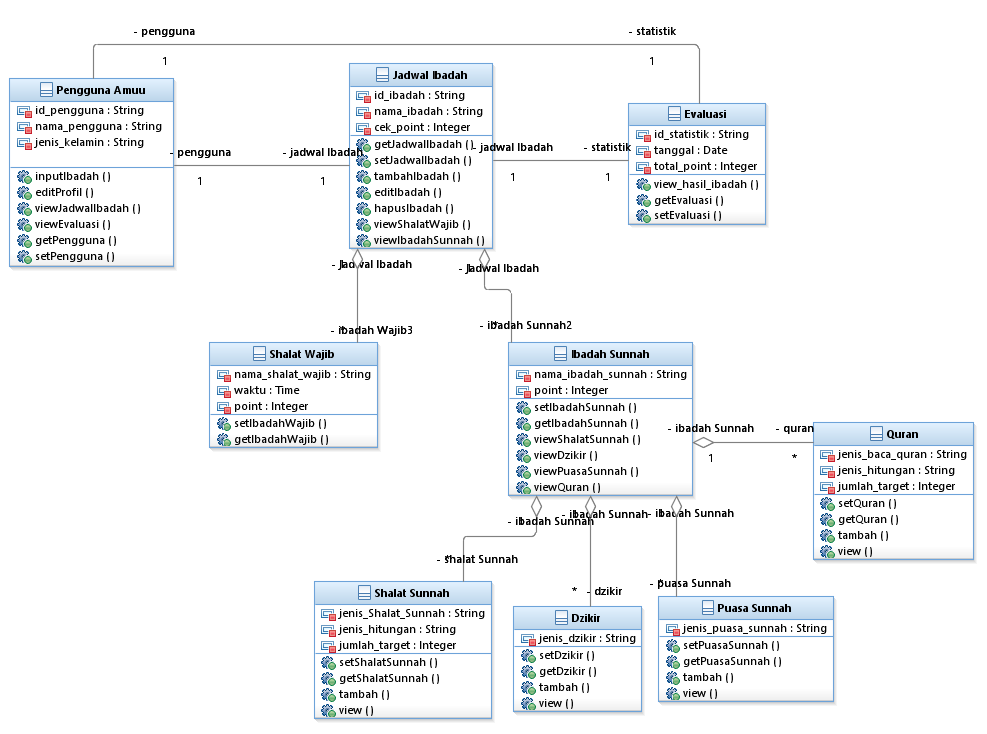 - pengguna
- statistik
1
1
Pengguna Amuu
id_pengguna : String
nama_pengguna : String
jenis_kelamin : String
inputIbadah ( )
editProfil ( )
viewJadwalIbadah ( )
viewEvaluasi ( )
getPengguna ( )
setPengguna ( )
- pengguna
1
- jadwal Ibadah
1
Jadwal Ibadah
id_ibadah : String
nama_ibadah : String
cek_point : Integer
getJadwalIbadah ( )
setJadwalIbadah ( )
tambahIbadah ( )
editIbadah ( )
hapusIbadah ( )
viewShalatWajib ( )
viewIbadahSunnah ( )
- jadwal Ibadah
1
- statistik
1
Evaluasi
id_statistik : String
tanggal : Date
total_point : Integer
view_hasil_ibadah ( )
getEvaluasi ( )
setEvaluasi ( )
- Jadwal Ibadah
1
- Jadwal Ibadah
1
- ibadah Wajib3
*
- ibadah Sunnah2
*
Shalat Wajib
nama_shalat_wajib : String
waktu : Time
point : Integer
setIbadahWajib ( )
getIbadahWajib ( )
Ibadah Sunnah
nama_ibadah_sunnah : String
point : Integer
setIbadahSunnah ( )
getIbadahSunnah ( )
viewShalatSunnah ( )
viewDzikir ( )
viewPuasaSunnah ( )
viewQuran ( )
- ibadah Sunnah
1
- quran
*
Quran
jenis_baca_quran : String
jenis_hitungan : String
jumlah_target : Integer
setQuran ( )
getQuran ( )
tambah ( )
view ( )
- ibadah Sunnah
1
- ibadah Sunnah
1
- ibadah Sunnah
1
- shalat Sunnah
*
* - dzikir
- puasa Sunnah
*
Shalat Sunnah
jenis_Shalat_Sunnah : String
jenis_hitungan : String
jumlah_target : Integer
setShalatSunnah ( )
getShalatSunnah ( )
tambah ( )
view ( )
Dzikir
jenis_dzikir : String
setDzikir ( )
getDzikir ( )
tambah ( )
view ( )
Puasa Sunnah
jenis_puasa_sunnah : String
setPuasaSunnah ( )
getPuasaSunnah ( )
tambah ( )
view ( )